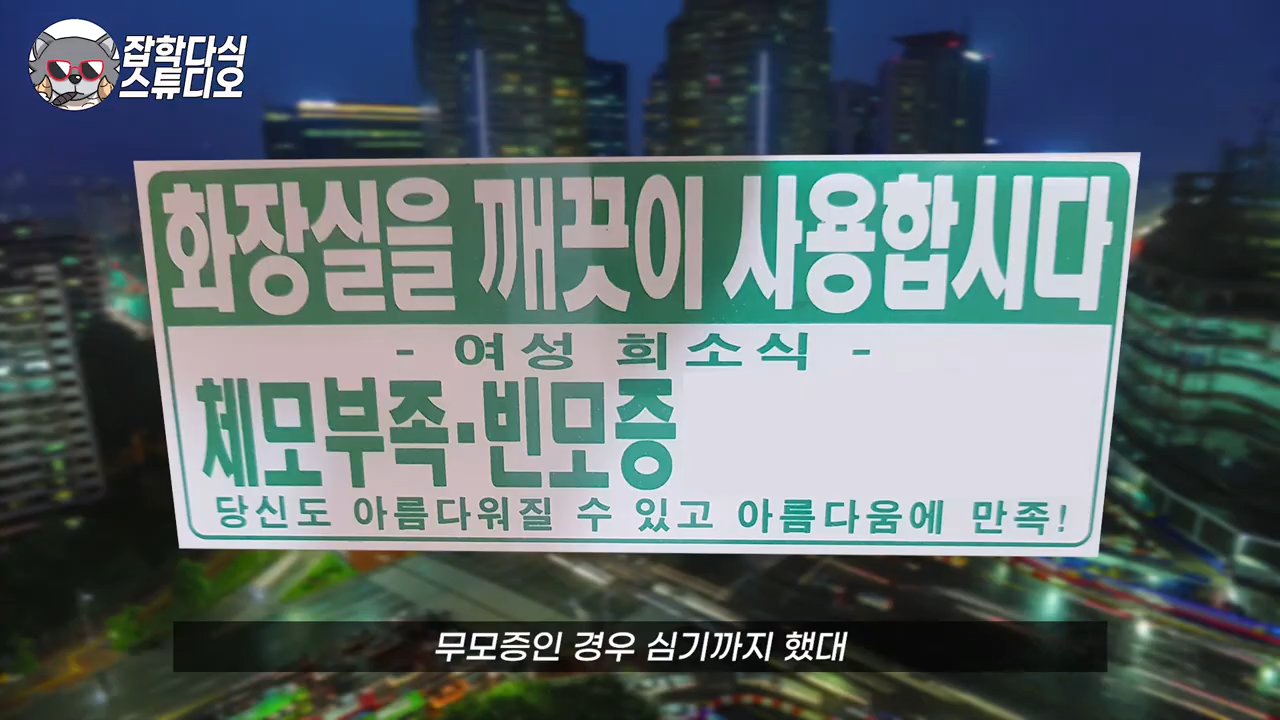 잡학다식
스튜디오
화장실을 깨끗이 사용합시다
- 여성 희소식 -
체모부족·빈모증
당신도 아름다워질 수 있고 아름다움에 만족!
무모증인 경우 심기까지 했대